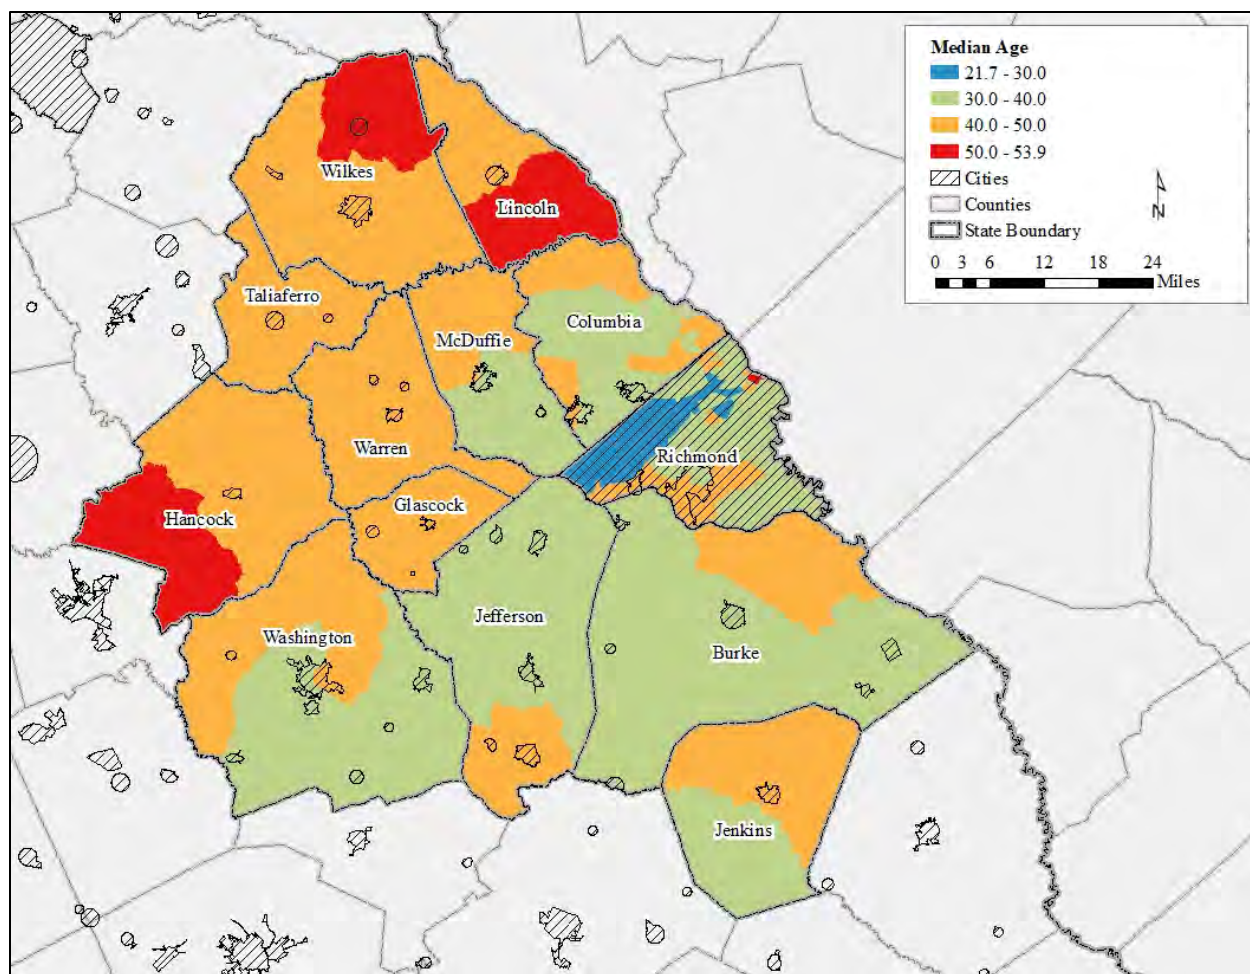 Median Age
21.7 - 30.0
30.0 - 40.0
40.0 - 50.0
50.0 - 53.9
Cities
Counties
State Boundary
N
0 3 6 12 18 24
Miles
Wilkes
Lincoln
Taliaferro
Columbia
McDuffie
Warren
Richmond
Glascock
Hancock
Jefferson
Washington
Burke
Jenkins